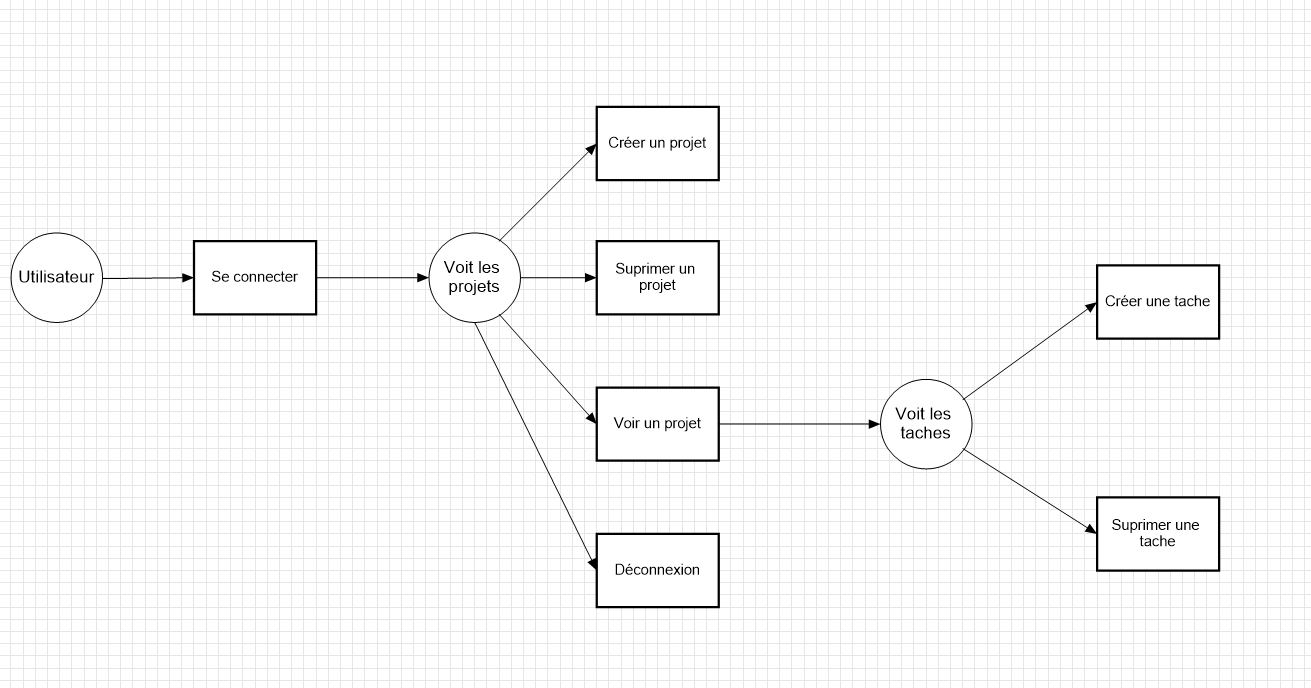 Utilisateur
Se connecter
Voit les
projets
Créer un projet
Suprimer un
projet
Voir un projet
Déconnexion
Voit les
taches
Créer une tache
Suprimer une
tache